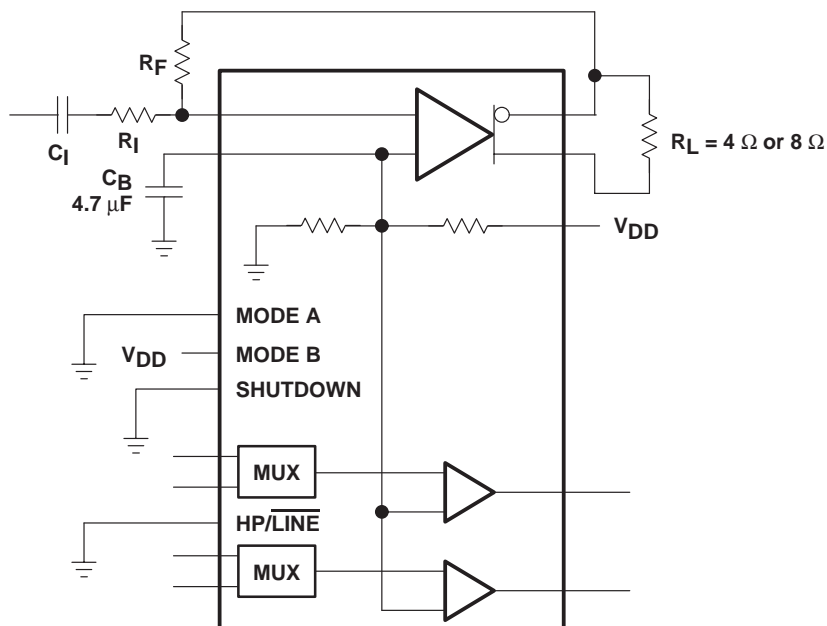 RF
CI
RI
RL = 4 Ω or 8 Ω
CB
4.7 μF
VDD
MODE A
VDD
MODE B
SHUTDOWN
MUX
HP/LINE
MUX